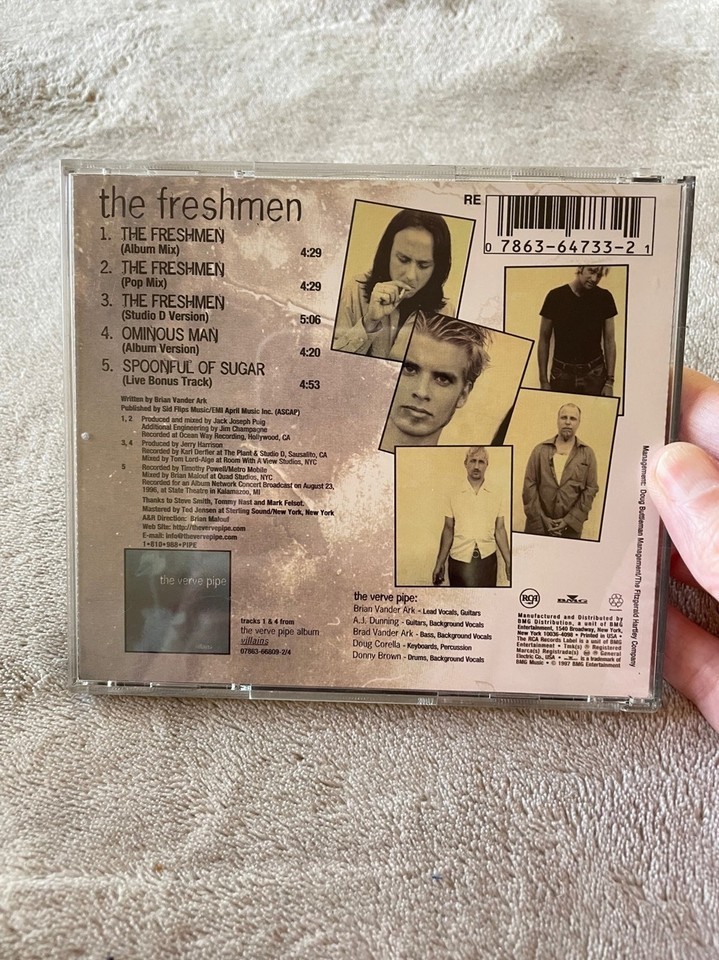 the freshmen
1. THE FRESHMEN
(Album Mix) 4:29
2. THE FRESHMEN
(Pop Mix) 4:29
3. THE FRESHMEN
(Studio D Version) 5:06
4. OMINOUS MAN
(Album Version) 4:20
5. SPOONFUL OF SUGAR
(Live Bonus Track) 4:53
Written by Brian Vander Ark
Published by Sid Flips Music/EMI April Music Inc. (ASCAP)
1, 2 Produced and mixed by Jack Joseph Puig
Additional Engineering by Jim Champagne
Recorded at Ocean Way Recording, Hollywood, CA
3, 4 Produced by Jerry Harrison
Recorded by Karl Derfler at The Plant & Studio D, Sausalito, CA
Mixed by Tom Lord-Alge at Room With A View Studios, NYC
5 Recorded by Timothy Powell/Metro Mobile
Mixed by Brian Malouf at Quad Studios, NYC
Recorded for an Album Network Concert Broadcast on August 23,
1996, at State Theatre in Kalamazoo, MI
Thanks to Steve Smith, Tommy Nast and Mark Felsot.
Mastered by Ted Jensen at Sterling Sound/New York, New York
A&R Direction: Brian Malouf
Web Site: http://thevervepipe.com
E-mail: info@thevervepipe.com
1•810•988•PIPE
the verve pipe
tracks 1 & 4 from
the verve pipe album
villains
07863-66809-2/4
RE
0 7863-64733-2 1
the verve pipe:
Brian Vander Ark – Lead Vocals, Guitars
A.J. Dunning - Guitars, Background Vocals
Brad Vander Ark - Bass, Background Vocals
Doug Corella - Keyboards, Percussion
Donny Brown - Drums, Background Vocals
RCA
BMG
Manufactured and Distributed by
BMG Distribution, a unit of BMG
Entertainment, 1540 Broadway, New York,
New York 10036-4098 • Printed in USA •
The RCA Records Label is a unit of BMG
Entertainment • Tmk(s) ® Registered
Marca(s) Registrada(s) ® General
Electric Co., USA • is a trademark of
BMG Music • © 1997 BMG Entertainment
Management: Doug Buttleman Management/The Fitzgerald Hartley Company